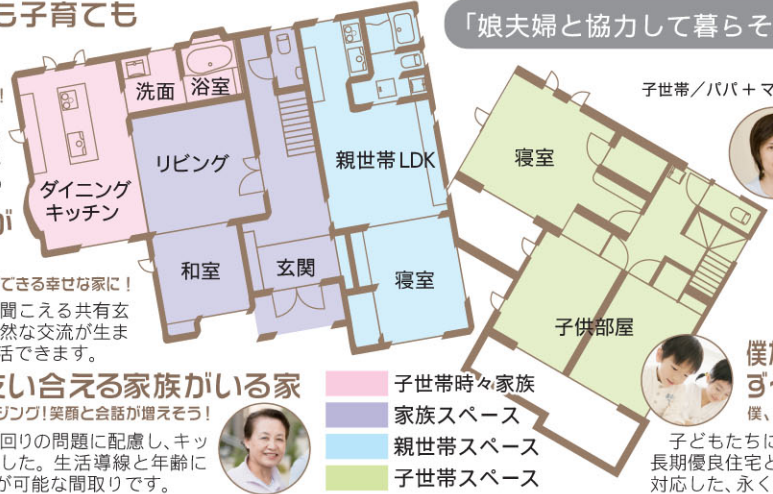 も子育ても
「娘夫婦と協力して暮らそ
子世帯／パパ＋マ
洗面
浴室
リビング
親世帯LDK
ダイニング
キッチン
が
和室
玄関
寝室
寝室
子供部屋
できる幸せな家に！
聞こえる共有玄
然な交流が生ま
活できます。
支い合える家族がいる家
ジング！笑顔と会話が増えそう！
回りの問題に配慮し、キッ
した。生活導線と年齢に
が可能な間取りです。
子世帯時々家族
家族スペース
親世帯スペース
子世帯スペース
僕
ず
僕、
子どもたちに
長期優良住宅と
対応した、永く